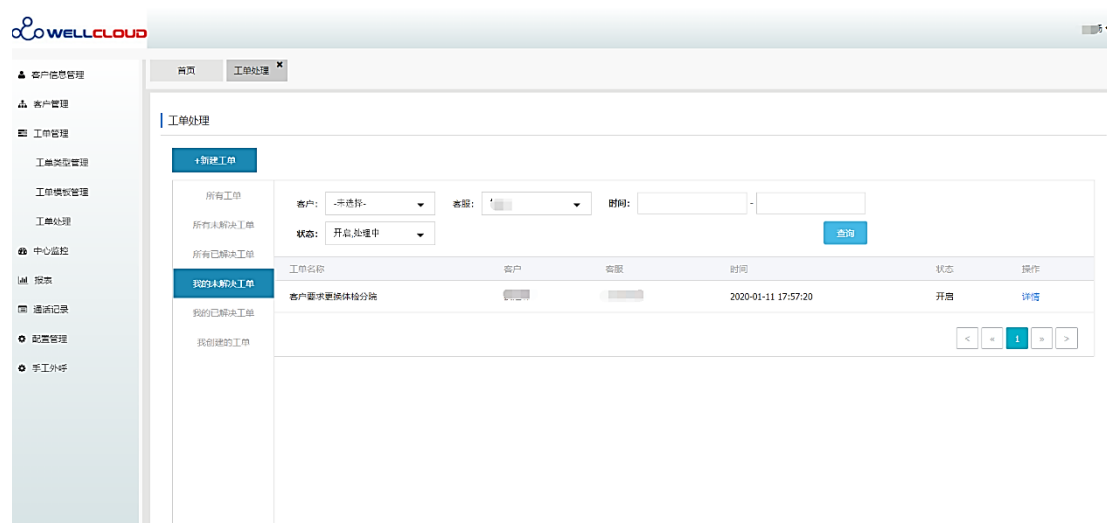 WELLCLOUD
客户信息管理
客户管理
工单管理
工单类型管理
工单模板管理
工单处理
中心监控
报表
通话记录
配置管理
手工外呼
首页 工单处理 ×
工单处理
+新建工单
所有工单
所有未解决工单
所有已解决工单
我的未解决工单
我的已解决工单
我创建的工单
客户: -未选择- 客服: 时间: -
状态: 开启,处理中 查询
工单名称 客户 客服 时间 状态 操作
客户要求更换体检分院 2020-01-11 17:57:20 开启 详情
< « 1 » >